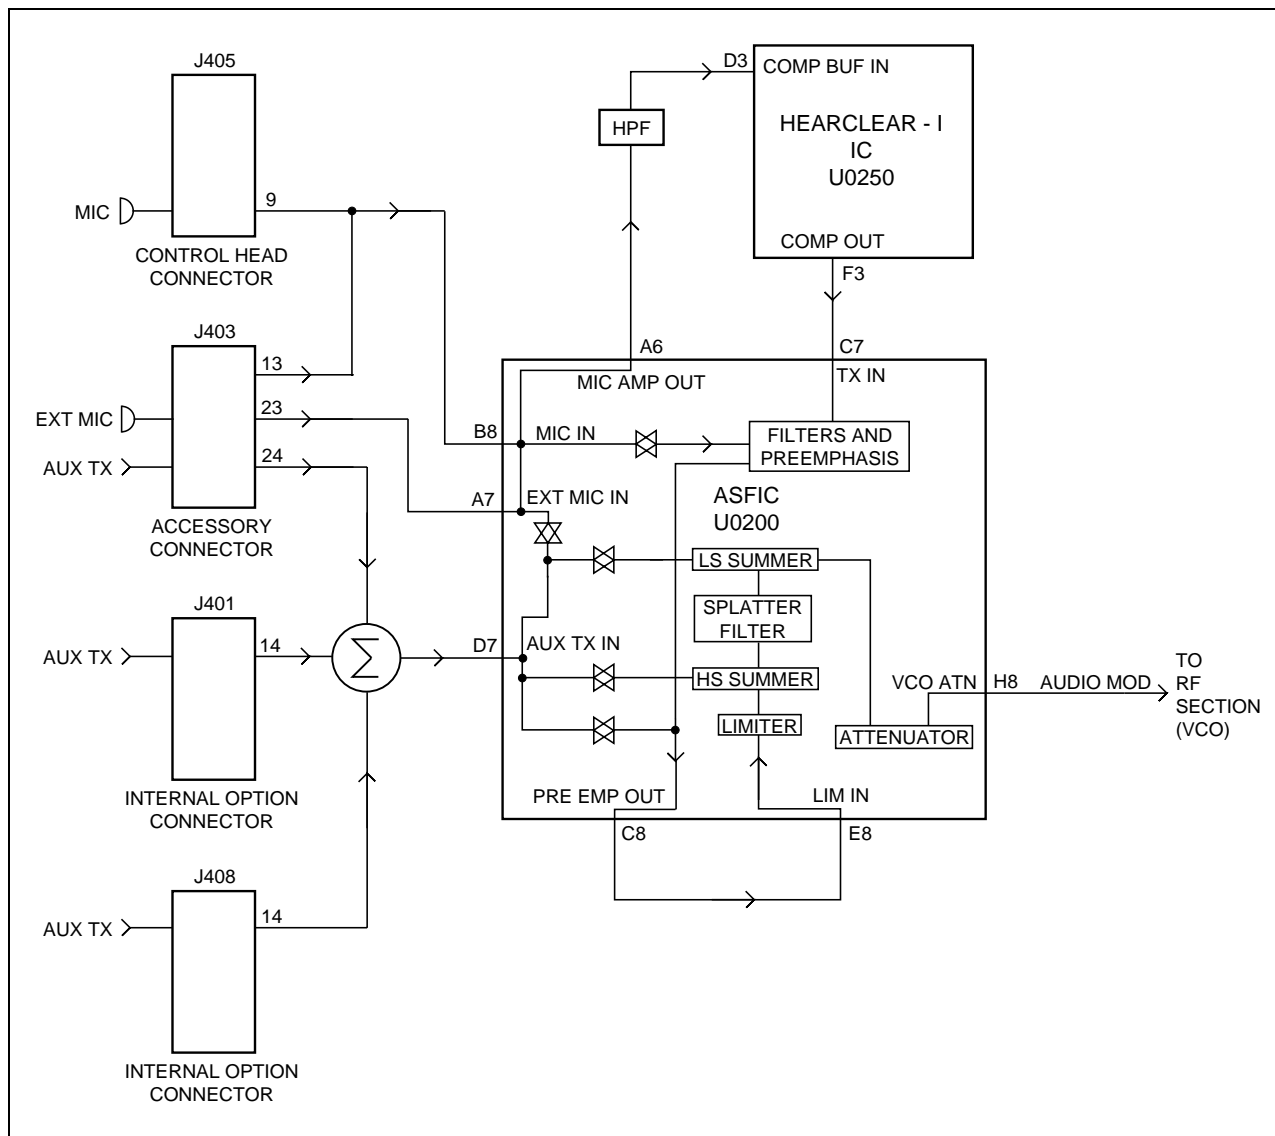 J405
MIC
9
CONTROL HEAD
CONNECTOR
J403
13
EXT MIC
23
AUX TX
24
ACCESSORY
CONNECTOR
J401
AUX TX
14
INTERNAL OPTION
CONNECTOR
J408
AUX TX
14
INTERNAL OPTION
CONNECTOR
Σ
HPF
D3
COMP BUF IN
HEARCLEAR - I
IC
U0250
COMP OUT
F3
A6
C7
MIC AMP OUT
TX IN
B8
MIC IN
FILTERS AND
PREEMPHASIS
A7
EXT MIC IN
ASFIC
U0200
LS SUMMER
SPLATTER
FILTER
D7
AUX TX IN
HS SUMMER
LIMITER
VCO ATN
H8
AUDIO MOD
ATTENUATOR
TO
RF
SECTION
(VCO)
PRE EMP OUT
LIM IN
C8
E8